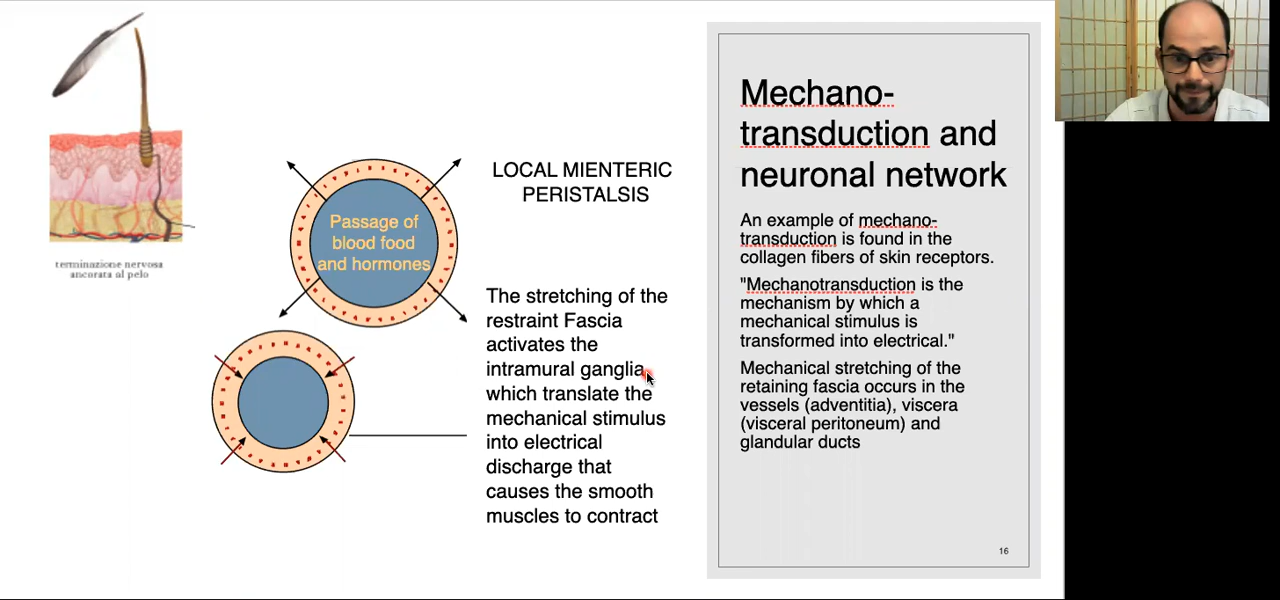 terminazione nervosa
ancorata al pelo
Passage of
blood food
and hormones
LOCAL MIENTERIC
PERISTALSIS
The stretching of the
restraint Fascia
activates the
intramural ganglia,
which translate the
mechanical stimulus
into electrical
discharge that
causes the smooth
muscles to contract
Mechano-
transduction and
neuronal network
An example of mechano-
transduction is found in the
collagen fibers of skin receptors.
"Mechanotransduction is the
mechanism by which a
mechanical stimulus is
transformed into electrical."
Mechanical stretching of the
retaining fascia occurs in the
vessels (adventitia), viscera
(visceral peritoneum) and
glandular ducts
16